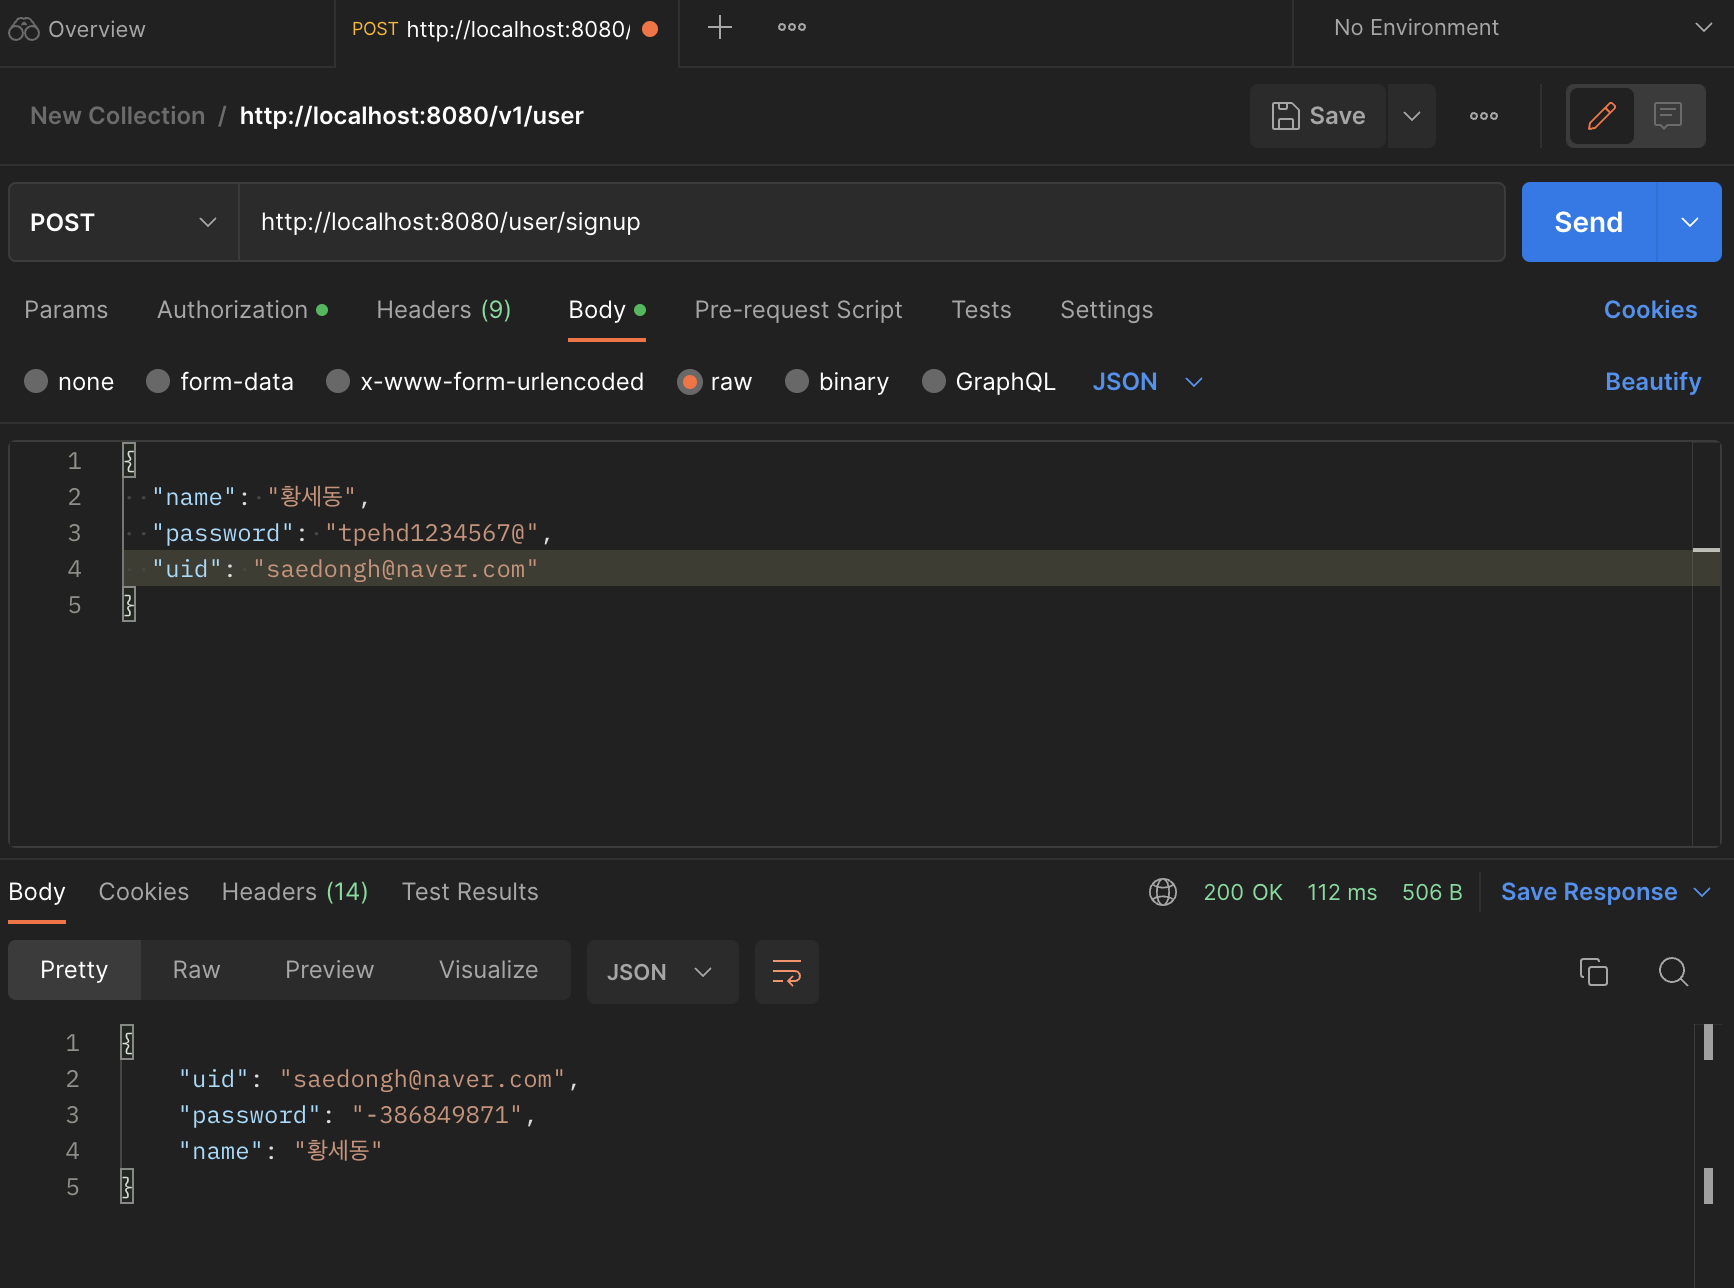 Overview
POST http://localhost:8080/
No Environment
New Collection / http://localhost:8080/v1/user
Save
POST
http://localhost:8080/user/signup
Send
Params Authorization Headers (9) Body Pre-request Script Tests Settings Cookies
none form-data x-www-form-urlencoded raw binary GraphQL JSON Beautify
1 {
2 "name": "황세동",
3 "password": "tpehd1234567@",
4 "uid": "saedongh@naver.com"
5 }
Body Cookies Headers (14) Test Results 200 OK 112 ms 506 B Save Response
Pretty Raw Preview Visualize JSON
1 {
2 "uid": "saedongh@naver.com",
3 "password": "-386849871",
4 "name": "황세동"
5 }